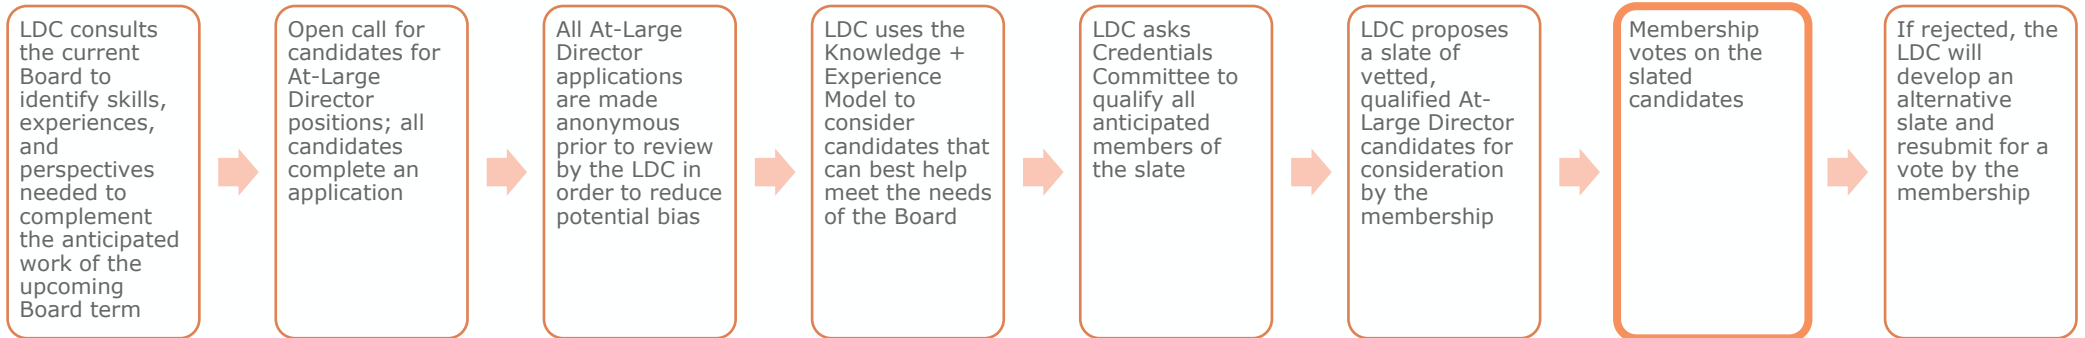 LDC consults
the current
Board to
identify skills,
experiences,
and
perspectives
needed to
complement
the anticipated
work of the
upcoming
Board term
Open call for
candidates for
At-Large
Director
positions; all
candidates
complete an
application
All At-Large
Director
applications
are made
anonymous
prior to review
by the LDC in
order to reduce
potential bias
LDC uses the
Knowledge +
Experience
Model to
consider
candidates that
can best help
meet the needs
of the Board
LDC asks
Credentials
Committee to
qualify all
anticipated
members of
the slate
LDC proposes
a slate of
vetted,
qualified At-
Large Director
candidates for
consideration
by the
membership
Membership
votes on the
slated
candidates
If rejected, the
LDC will
develop an
alternative
slate and
resubmit for a
vote by the
membership